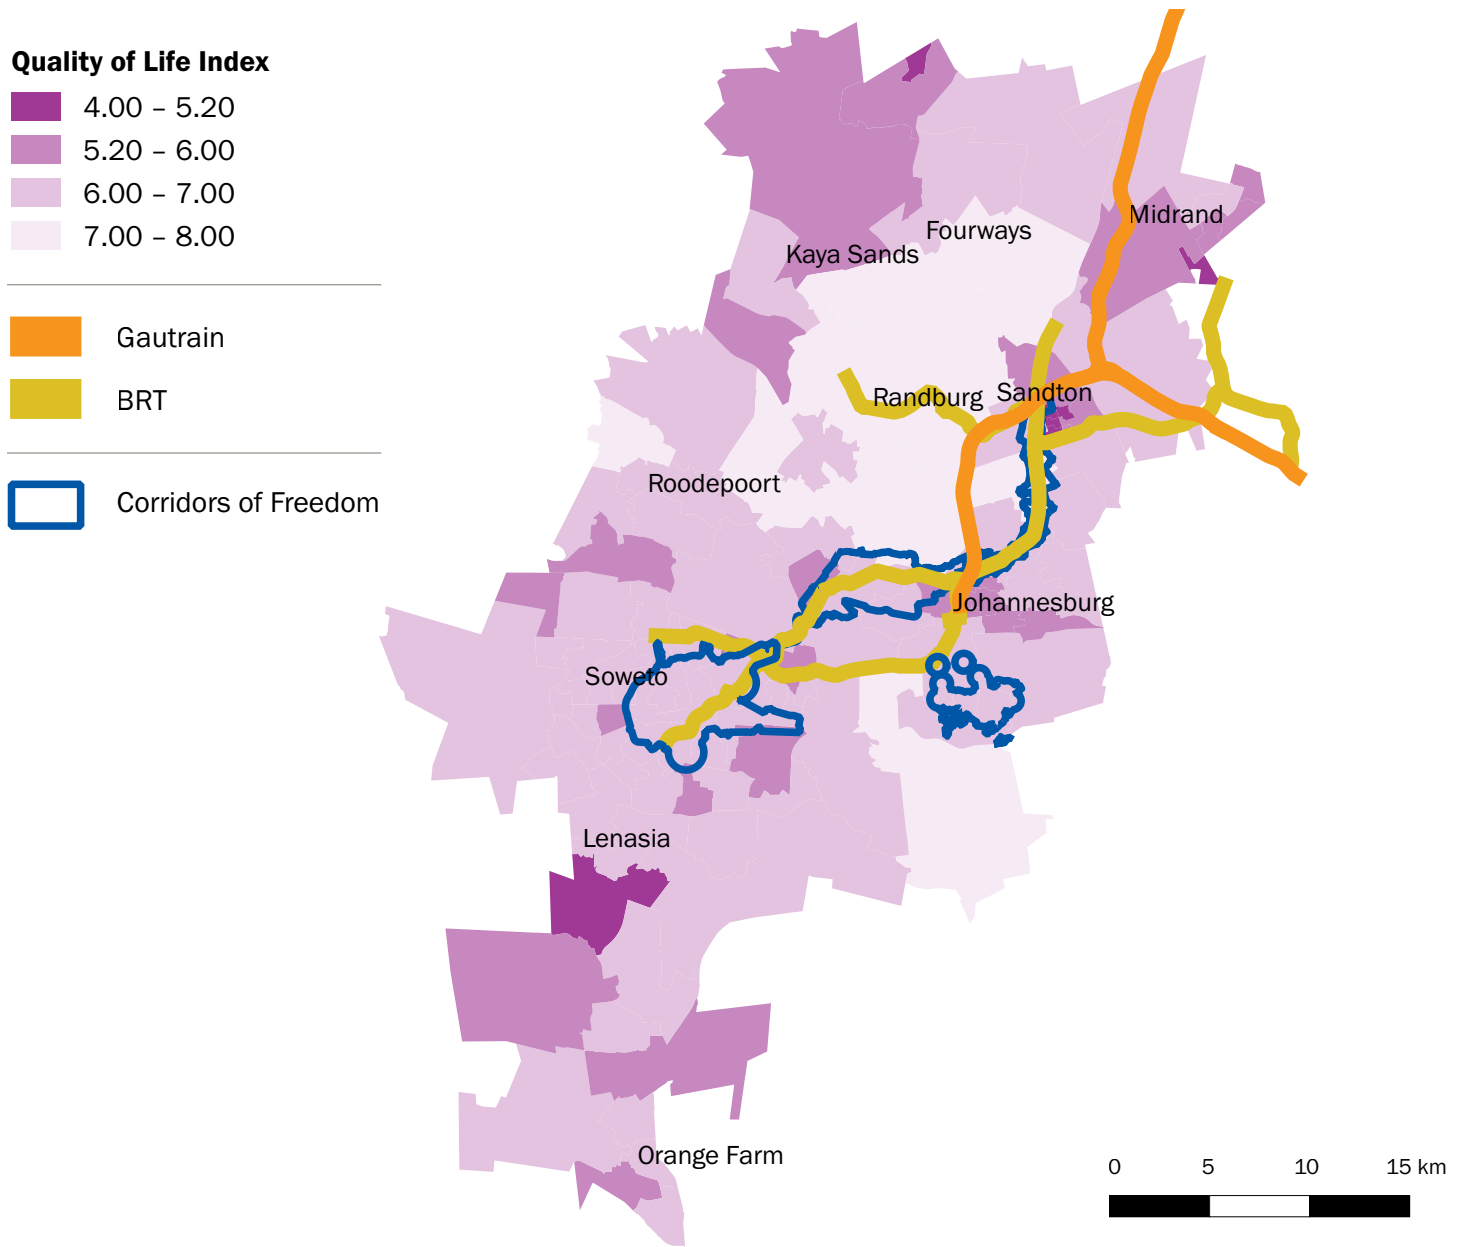 Quality of Life Index
4.00 – 5.20
5.20 – 6.00
6.00 – 7.00
7.00 – 8.00
Gautrain
BRT
Corridors of Freedom
Midrand
Fourways
Kaya Sands
Randburg
Sandton
Roodepoort
Johannesburg
Soweto
Lenasia
Orange Farm
0 5 10 15 km